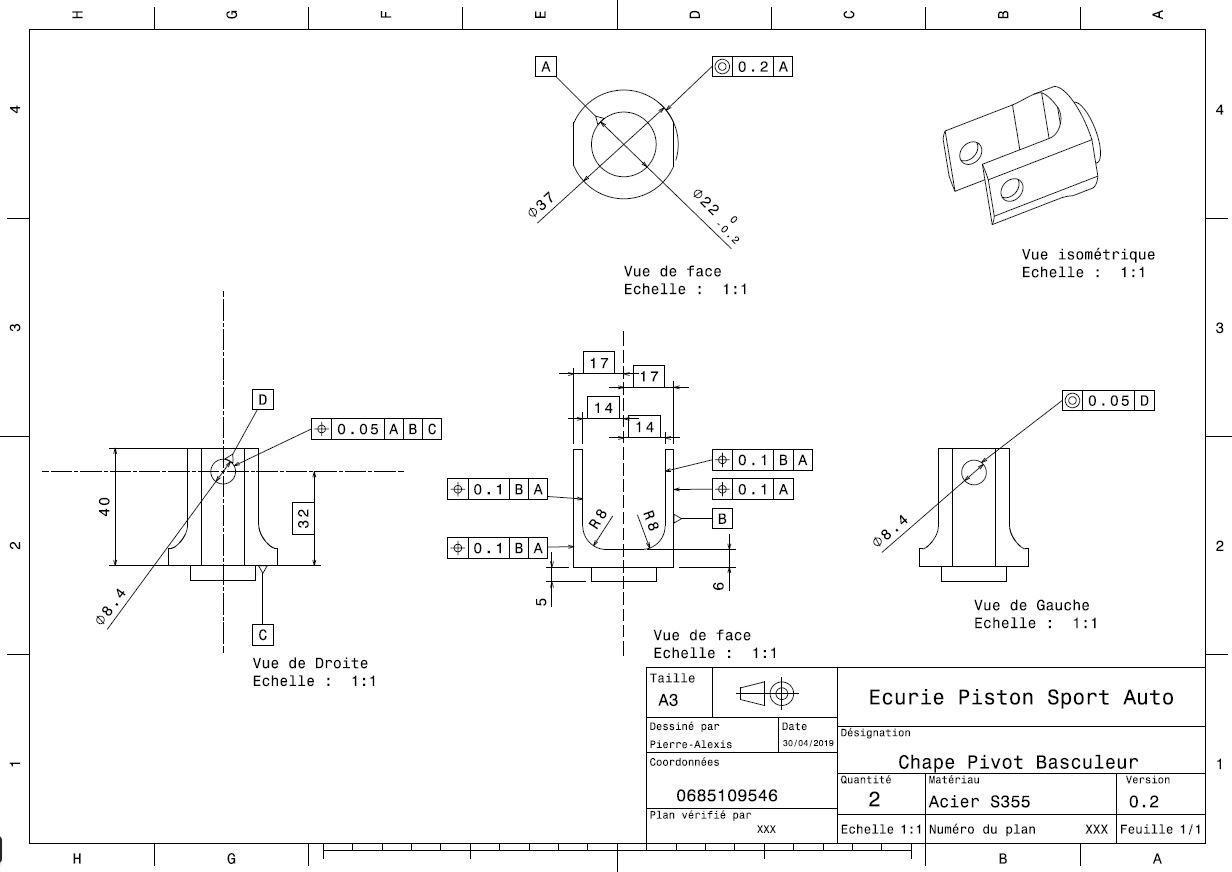 H G F E D C B A
4 4
3 3
2 2
1 1
A
◎ 0.2 A
Ø37
Ø22 0 -0.2
Vue de face
Echelle : 1:1
Vue isométrique
Echelle : 1:1
D
⌖ 0.05 A B C
40
32
Ø8.4
C
Vue de Droite
Echelle : 1:1
17
17
14
14
⌖ 0.1 B A
⌖ 0.1 A
⌖ 0.1 B A
B
R8
R8
⌖ 0.1 B A
5
6
Vue de face
Echelle : 1:1
◎ 0.05 D
Ø8.4
Vue de Gauche
Echelle : 1:1
Taille
A3
Ecurie Piston Sport Auto
Dessiné par
Pierre-Alexis
Date
30/04/2019
Désignation
Chape Pivot Basculeur
Coordonnées
0685109546
Quantité
2
Matériau
Acier S355
Version
0.2
Plan vérifié par
XXX
Echelle 1:1
Numéro du plan XXX
Feuille 1/1
H G B A